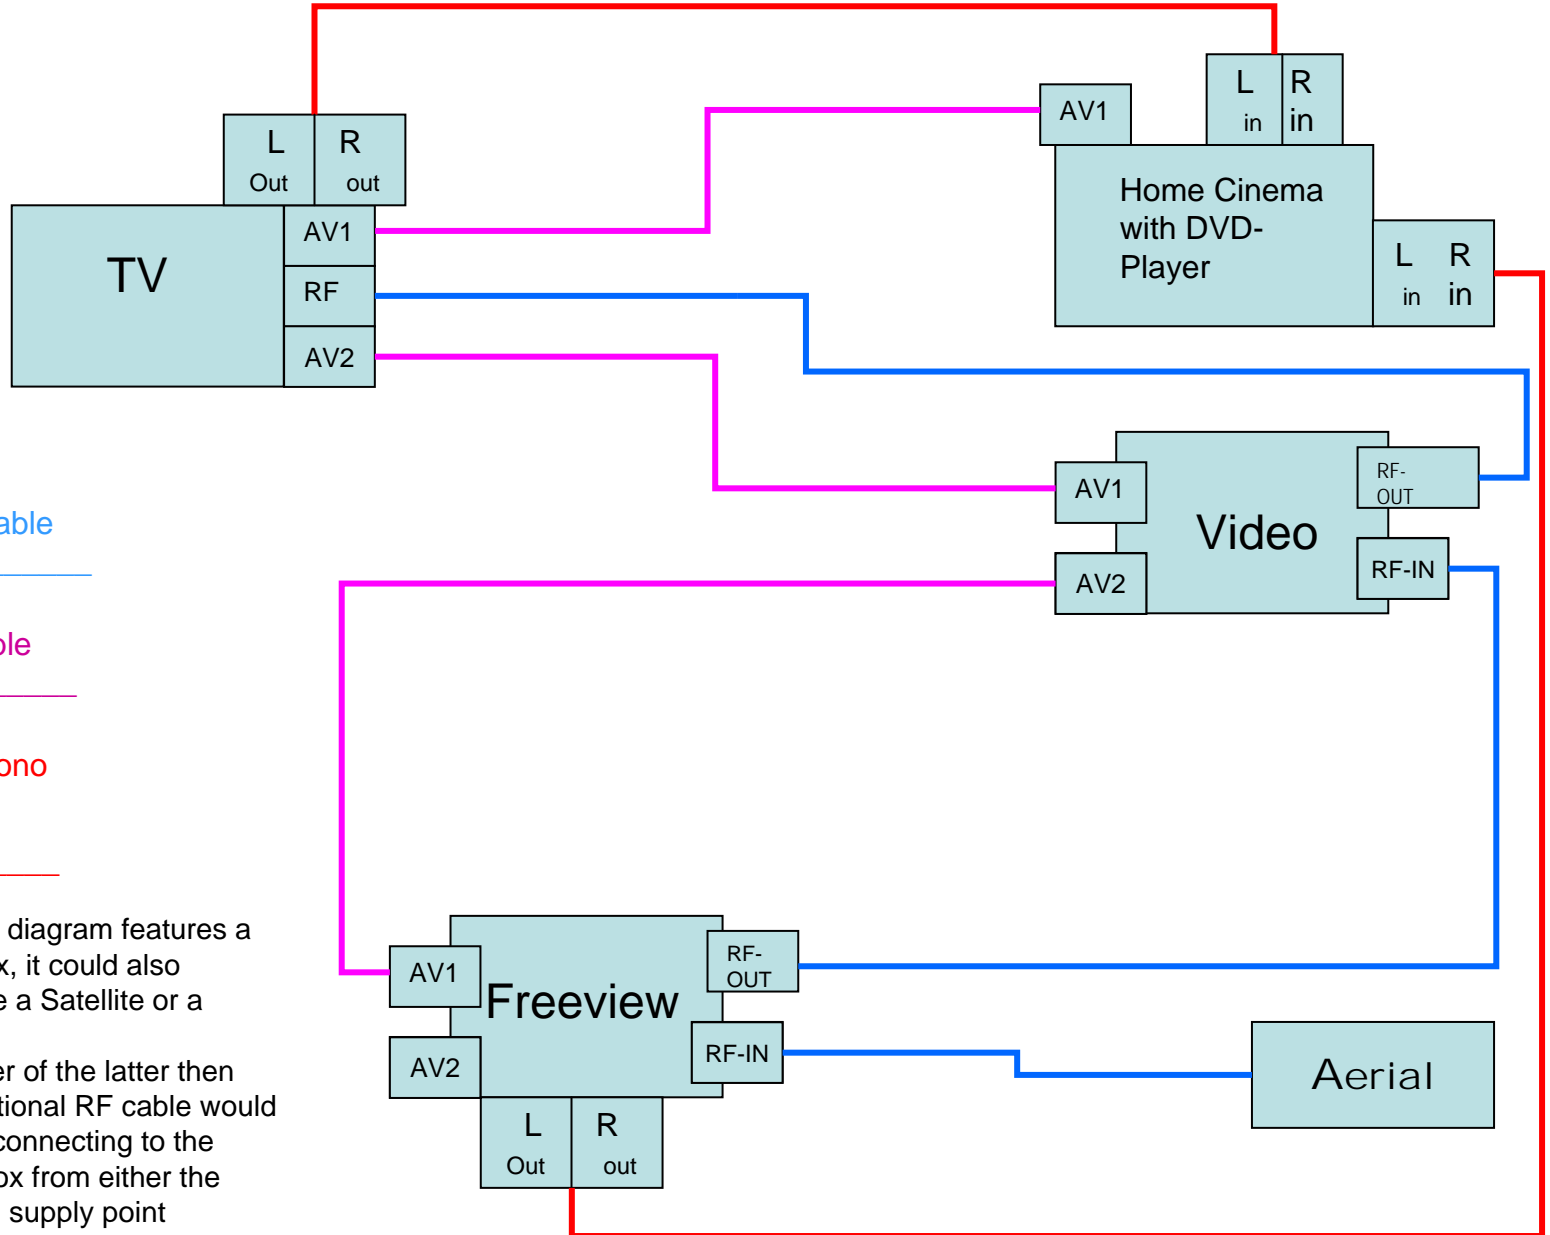 L R
Out out
TV
AV1
RF
AV2
AV1
L R
in in
Home Cinema
with DVD-
Player
L R
in in
AV1
AV2
Video
RF-
OUT
RF-IN
able
ble
ono
diagram features a
x, it could also
e a Satellite or a
er of the latter then
tional RF cable would
connecting to the
ox from either the
supply point
AV1
AV2
Freeview
RF-
OUT
RF-IN
L R
Out out
Aerial